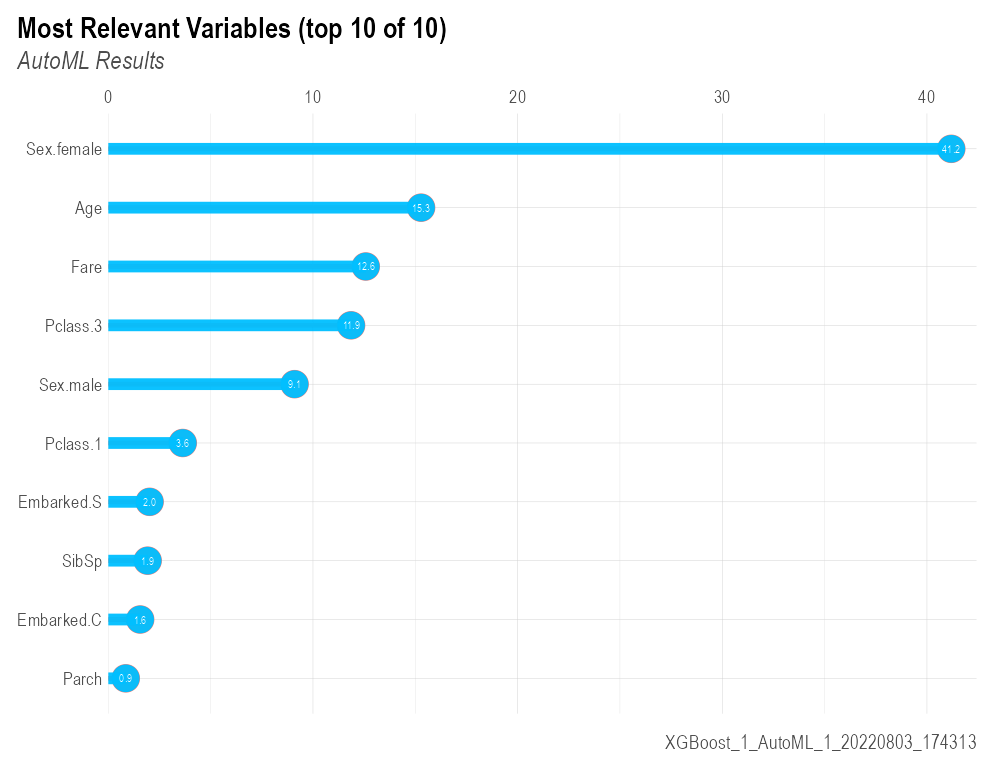 Most Relevant Variables (top 10 of 10)
AutoML Results
0 10 20 30 40
Sex.female 41.2
Age 15.3
Fare 12.6
Pclass.3 11.9
Sex.male 9.1
Pclass.1 3.6
Embarked.S 2.0
SibSp 1.9
Embarked.C 1.6
Parch 0.9
XGBoost_1_AutoML_1_20220803_174313